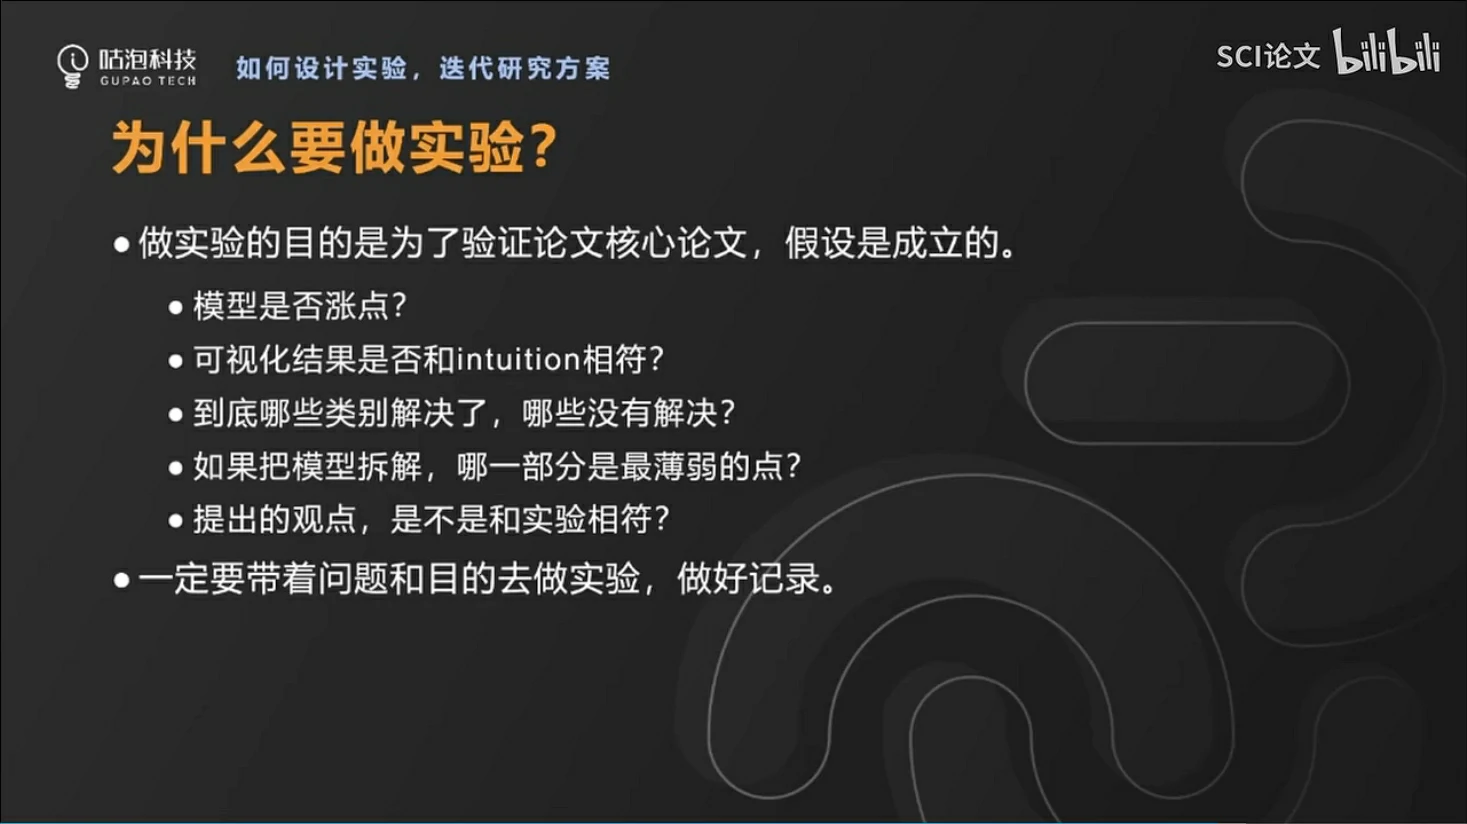 咕泡科技
GUPAO TECH
如何设计实验，迭代研究方案
SCI论文 bilibili
为什么要做实验？
● 做实验的目的是为了验证论文核心论文，假设是成立的。
● 模型是否涨点？
● 可视化结果是否和intuition相符？
● 到底哪些类别解决了，哪些没有解决？
● 如果把模型拆解，哪一部分是最薄弱的点？
● 提出的观点，是不是和实验相符？
● 一定要带着问题和目的去做实验，做好记录。